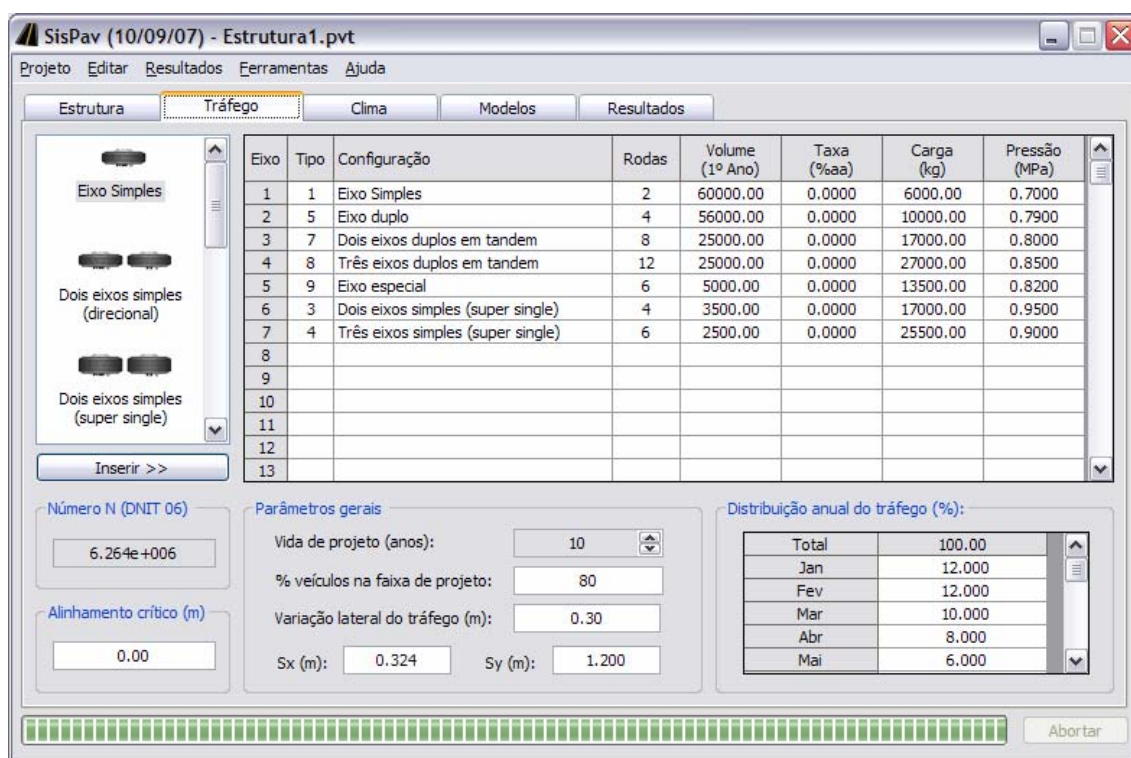 SisPav (10/09/07) - Estrutura1.pvt
Projeto Editar Resultados Ferramentas Ajuda
Estrutura Tráfego Clima Modelos Resultados
Eixo Simples
Dois eixos simples
(direcional)
Dois eixos simples
(super single)
Inserir >>
Eixo Tipo Configuração Rodas Volume (1º Ano) Taxa (%aa) Carga (kg) Pressão (MPa)
1 1 Eixo Simples 2 60000.00 0.0000 6000.00 0.7000
2 5 Eixo duplo 4 56000.00 0.0000 10000.00 0.7900
3 7 Dois eixos duplos em tandem 8 25000.00 0.0000 17000.00 0.8000
4 8 Três eixos duplos em tandem 12 25000.00 0.0000 27000.00 0.8500
5 9 Eixo especial 6 5000.00 0.0000 13500.00 0.8200
6 3 Dois eixos simples (super single) 4 3500.00 0.0000 17000.00 0.9500
7 4 Três eixos simples (super single) 6 2500.00 0.0000 25500.00 0.9000
8
9
10
11
12
13
Número N (DNIT 06)
6.264e+006
Alinhamento crítico (m)
0.00
Parâmetros gerais
Vida de projeto (anos): 10
% veículos na faixa de projeto: 80
Variação lateral do tráfego (m): 0.30
Sx (m): 0.324 Sy (m): 1.200
Distribuição anual do tráfego (%):
Total 100.00
Jan 12.000
Fev 12.000
Mar 10.000
Abr 8.000
Mai 6.000
Abortar